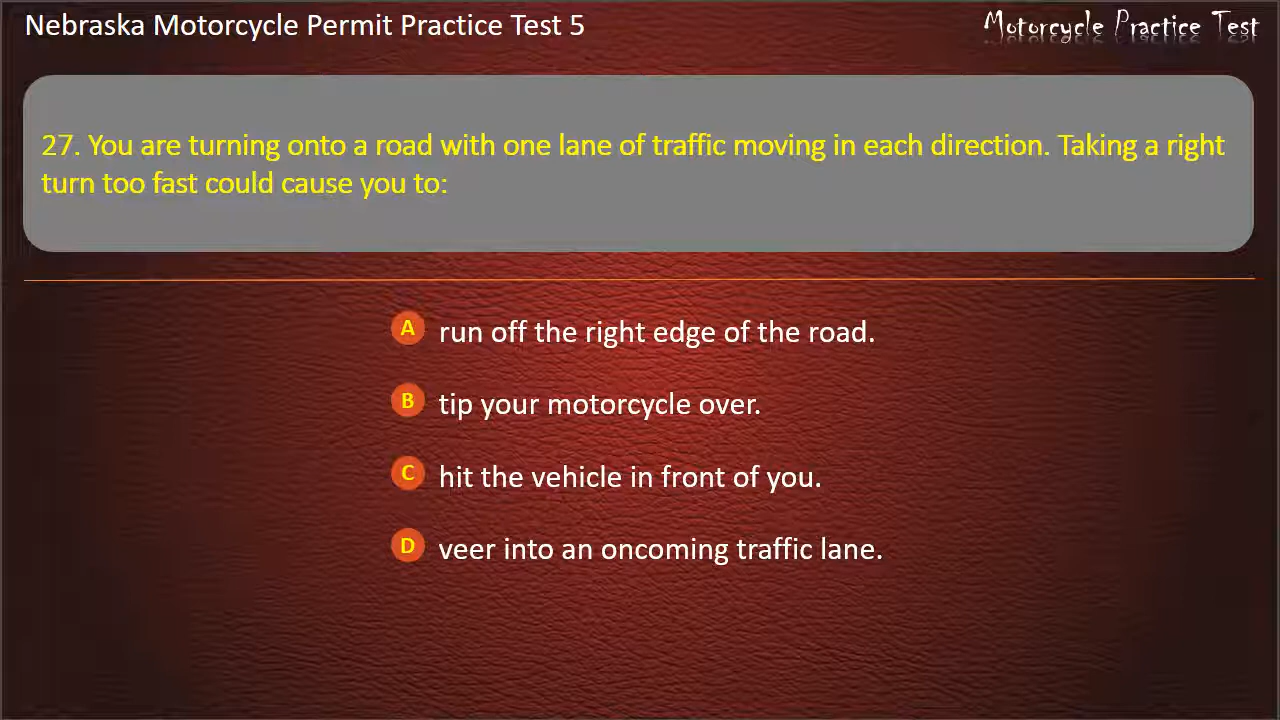 Nebraska Motorcycle Permit Practice Test 5
Motorcycle Practice Test
27. You are turning onto a road with one lane of traffic moving in each direction. Taking a right
turn too fast could cause you to:
A run off the right edge of the road.
B tip your motorcycle over.
C hit the vehicle in front of you.
D veer into an oncoming traffic lane.